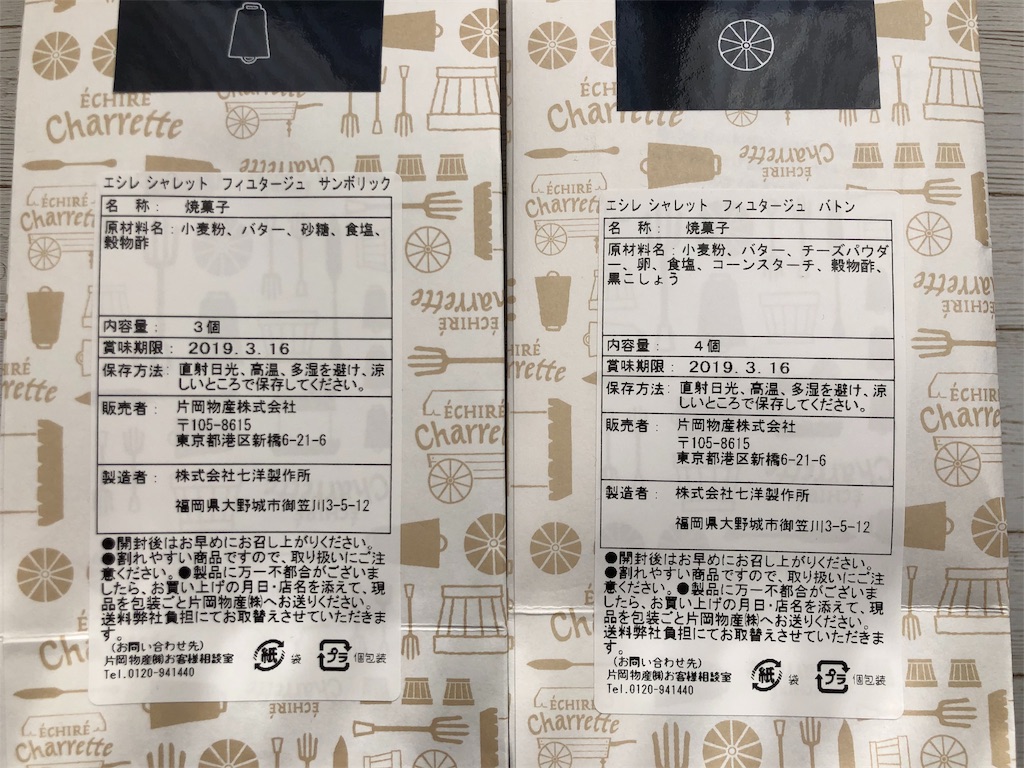 ÉCHIRÉ
Charrette
エシレ シャレット フィユタージュ サンボリック
名 称： 焼菓子
原材料名：小麦粉、バター、砂糖、食塩、
穀物酢
内容量： 3個
賞味期限： 2019. 3. 16
保存方法： 直射日光、高温、多湿を避け、涼
しいところで保存してください。
販売者： 片岡物産株式会社
〒105-8615
東京都港区新橋6-21-6
製造者： 株式会社七洋製作所
福岡県大野城市御笠川3-5-12
●開封後はお早めにお召し上がりください。
●割れやすい商品ですので、取り扱いにご注
意ください。●製品に万一不都合がございま
したら、お買い上げの月日・店名を添えて、現
品を包装ごと片岡物産㈱へお送りください。
送料弊社負担にてお取替えさせていただきま
す。
（お問い合わせ先）
片岡物産㈱お客様相談室
Tel.0120-941440
紙 袋 プラ 個包装
ÉCHIRÉ
Charrette
エシレ シャレット フィユタージュ バトン
名 称： 焼菓子
原材料名：小麦粉、バター、チーズパウダ
ー、卵、食塩、コーンスターチ、穀物酢、
黒こしょう
内容量： 4個
賞味期限： 2019. 3. 16
保存方法： 直射日光、高温、多湿を避け、涼
しいところで保存してください。
販売者： 片岡物産株式会社
〒105-8615
東京都港区新橋6-21-6
製造者： 株式会社七洋製作所
福岡県大野城市御笠川3-5-12
●開封後はお早めにお召し上がりください。
●割れやすい商品ですので、取り扱いにご注
意ください。●製品に万一不都合がございま
したら、お買い上げの月日・店名を添えて、現
品を包装ごと片岡物産㈱へお送りください。
送料弊社負担にてお取替えさせていただきま
す。
（お問い合わせ先）
片岡物産㈱お客様相談室
Tel.0120-941440
紙 袋 プラ 個包装
ÉCHIRÉ
Charrette
ÉCHIRÉ
Charrette